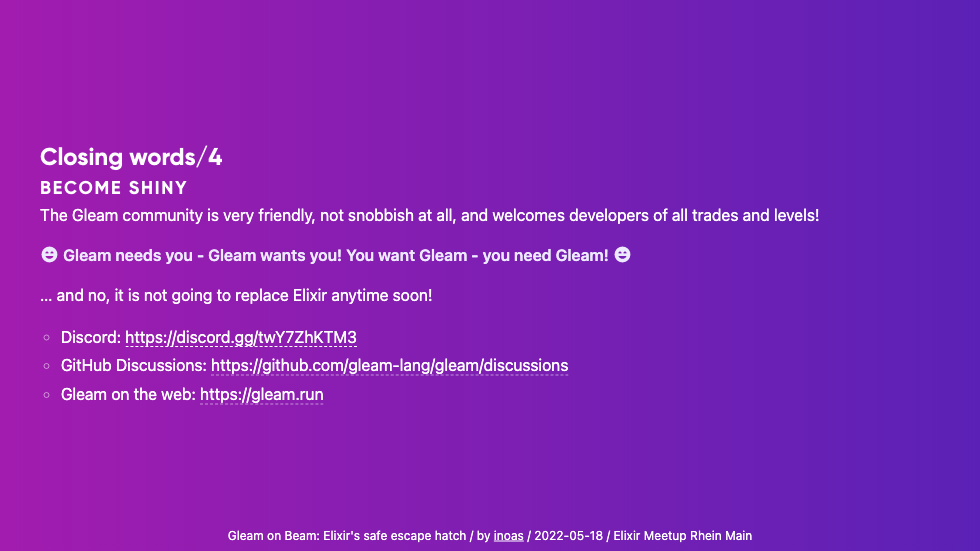 Closing words/4
BECOME SHINY
The Gleam community is very friendly, not snobbish at all, and welcomes developers of all trades and levels!
Gleam needs you - Gleam wants you! You want Gleam - you need Gleam!
... and no, it is not going to replace Elixir anytime soon!
Discord: https://discord.gg/twY7ZhKTM3
GitHub Discussions: https://github.com/gleam-lang/gleam/discussions
Gleam on the web: https://gleam.run
Gleam on Beam: Elixir's safe escape hatch / by inoas / 2022-05-18 / Elixir Meetup Rhein Main